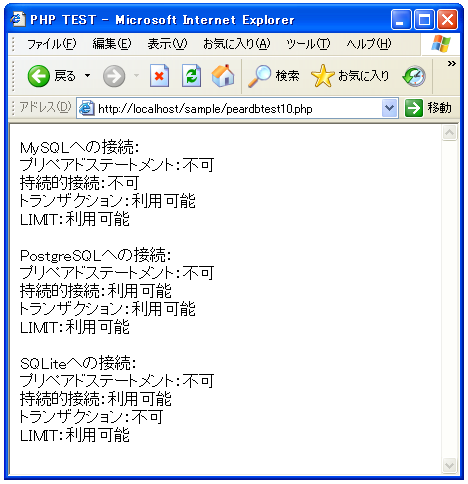 PHP TEST - Microsoft Internet Explorer
ファイル(F) 編集(E) 表示(V) お気に入り(A) ツール(T) ヘルプ(H)
戻る 検索 お気に入り
アドレス(D) http://localhost/sample/peardbtest10.php 移動
MySQLへの接続:
プリペアドステートメント:不可
持続的接続:不可
トランザクション:利用可能
LIMIT:利用可能
PostgreSQLへの接続:
プリペアドステートメント:不可
持続的接続:利用可能
トランザクション:利用可能
LIMIT:利用可能
SQLiteへの接続:
プリペアドステートメント:不可
持続的接続:利用可能
トランザクション:不可
LIMIT:利用可能